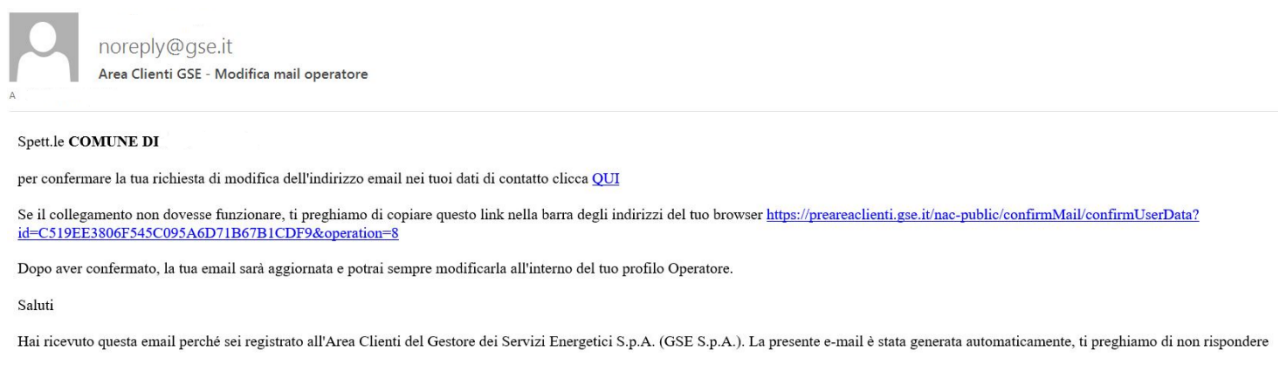 noreply@gse.it
Area Clienti GSE - Modifica mail operatore
A
Spett.le COMUNE DI
per confermare la tua richiesta di modifica dell'indirizzo email nei tuoi dati di contatto clicca QUI
Se il collegamento non dovesse funzionare, ti preghiamo di copiare questo link nella barra degli indirizzi del tuo browser https://preareaclienti.gse.it/nac-public/confirmMail/confirmUserData?
id=C519EE3806F545C095A6D71B67B1CDF9&operation=8
Dopo aver confermato, la tua email sarà aggiornata e potrai sempre modificarla all'interno del tuo profilo Operatore.
Saluti
Hai ricevuto questa email perché sei registrato all'Area Clienti del Gestore dei Servizi Energetici S.p.A. (GSE S.p.A.). La presente e-mail è stata generata automaticamente, ti preghiamo di non rispondere